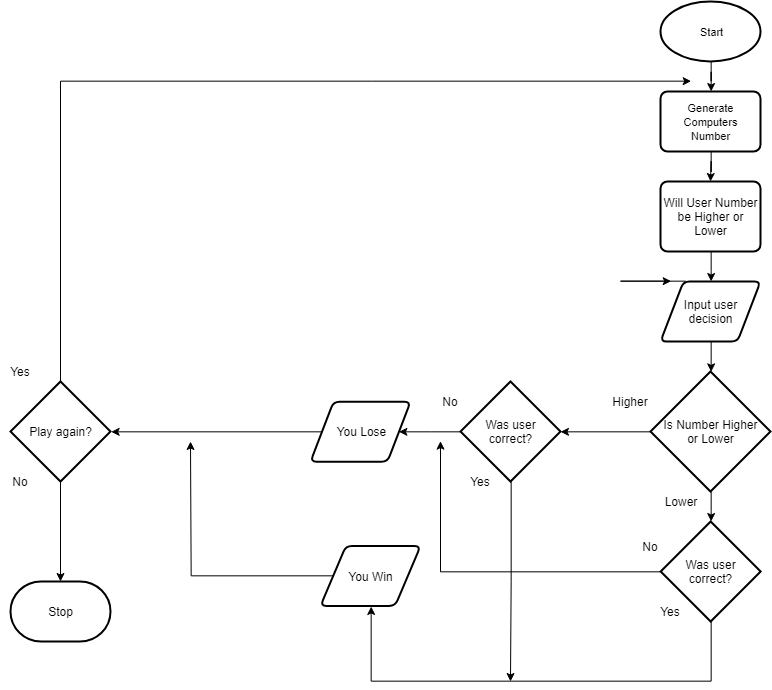 Start
Generate
Computers
Number
Will User Number
be Higher or
Lower
Input user
decision
Yes
Higher
No
Play again?
You Lose
Was user
correct?
Is Number Higher
or Lower
No
Yes
Lower
No
You Win
Was user
correct?
Stop
Yes